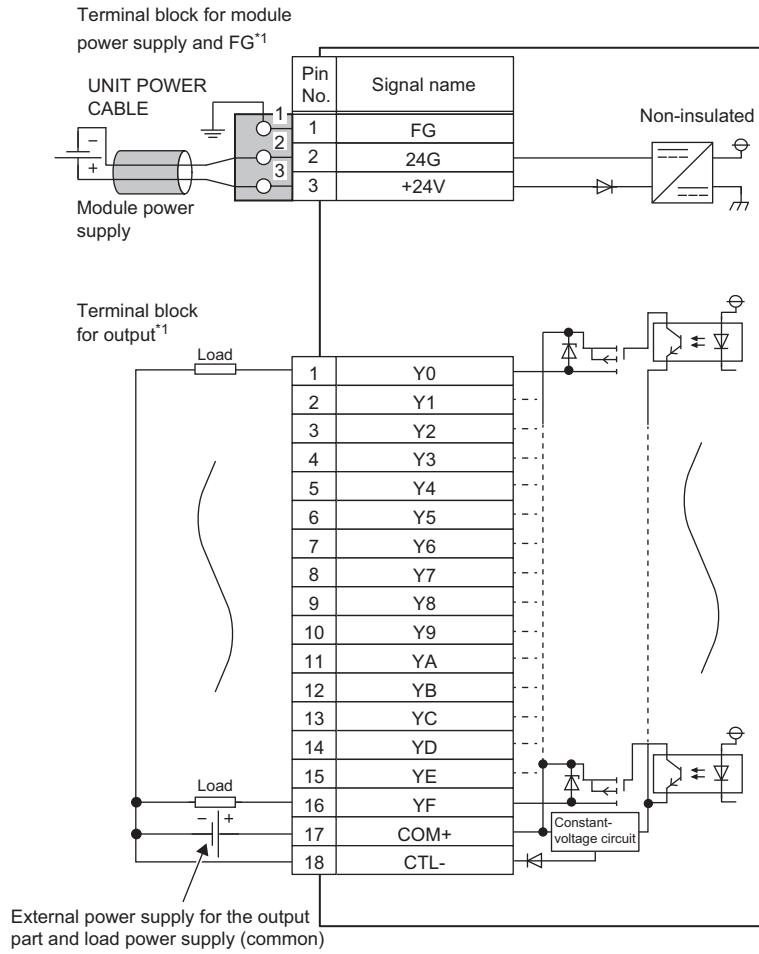 Terminal block for module
power supply and FG*1
UNIT POWER
CABLE
Module power
supply
− +
1
2
3
Pin No. Signal name
1 FG
2 24G
3 +24V
Non-insulated
Terminal block
for output*1
Load
1 Y0
2 Y1
3 Y2
4 Y3
5 Y4
6 Y5
7 Y6
8 Y7
9 Y8
10 Y9
11 YA
12 YB
13 YC
14 YD
15 YE
Load
16 YF
− +
17 COM+
18 CTL-
Constant-
voltage circuit
External power supply for the output
part and load power supply (common)